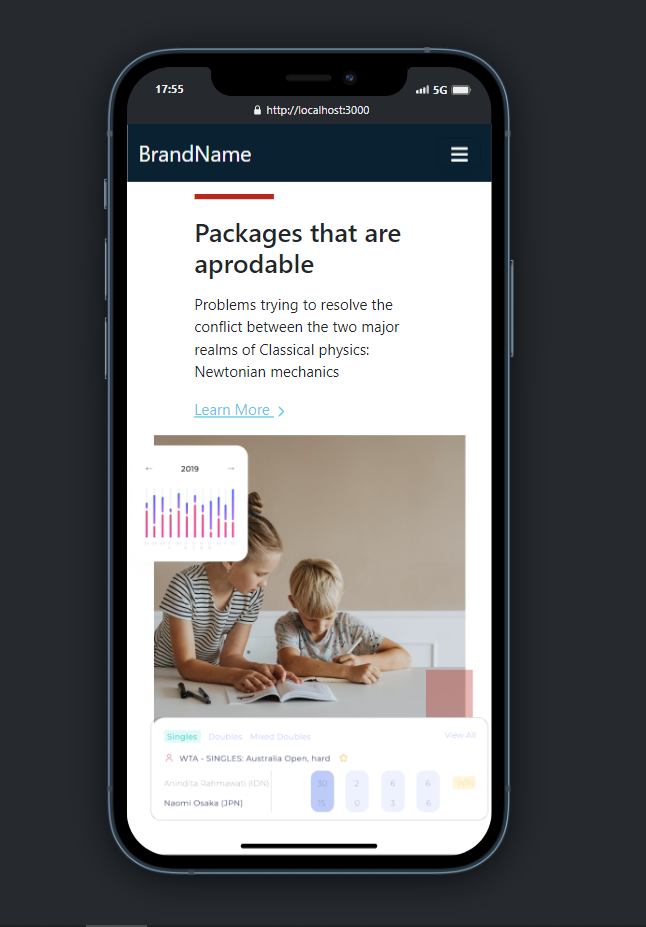 17:55
5G
http://localhost:3000
BrandName
Packages that are
aprodable
Problems trying to resolve the
conflict between the two major
realms of Classical physics:
Newtonian mechanics
Learn More
2019
Singles Doubles Mixed Doubles View All
WTA - SINGLES: Australia Open, hard
Anindita Rahmawati (IDN) 30 2 6 6
Naomi Osaka (JPN) 15 0 3 6